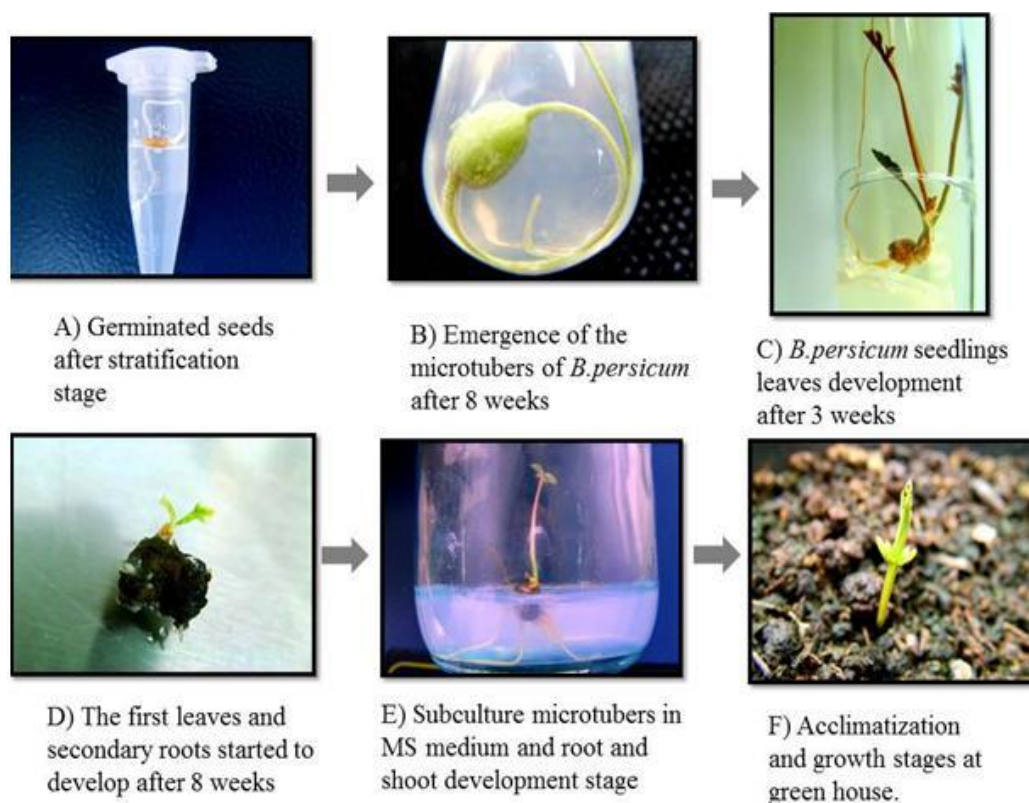 A) Germinated seeds
after stratification
stage
B) Emergence of the
microtubers of B.persicum
after 8 weeks
C) B.persicum seedlings
leaves development
after 3 weeks
D) The first leaves and
secondary roots started to
develop after 8 weeks
E) Subculture microtubers in
MS medium and root and
shoot development stage
F) Acclimatization
and growth stages at
green house.